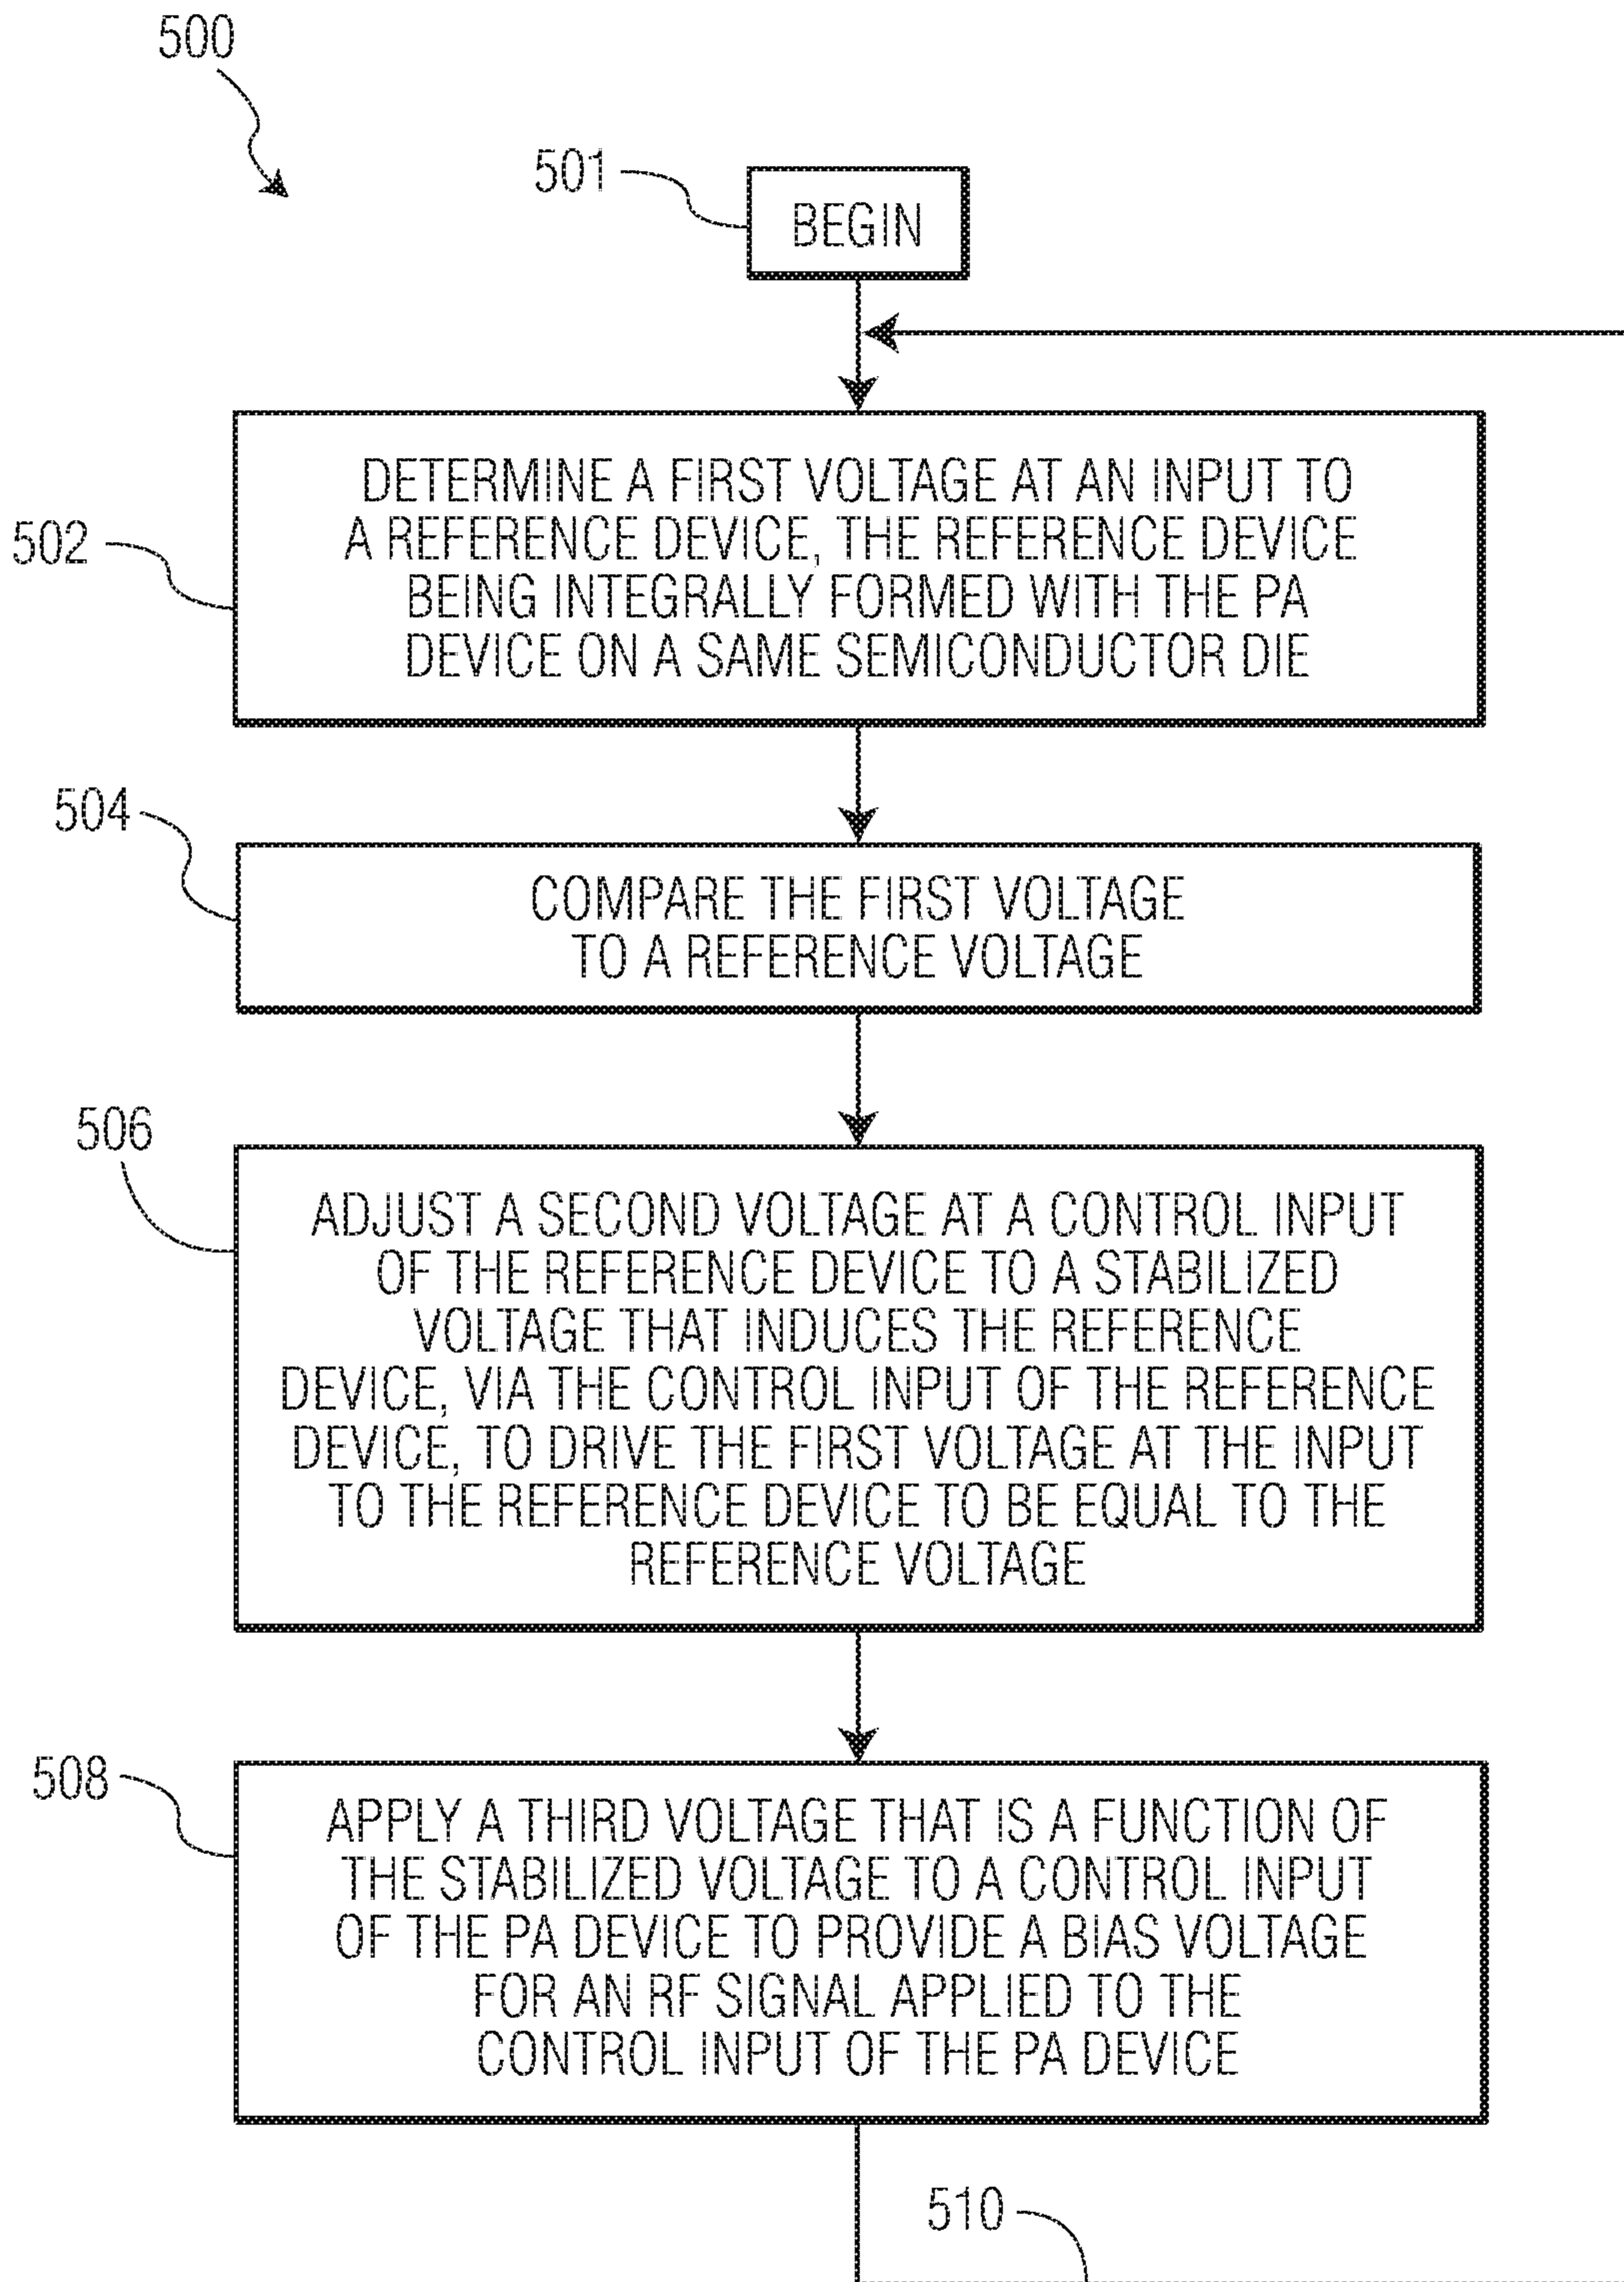 500
501
BEGIN
502
DETERMINE A FIRST VOLTAGE AT AN INPUT TO
A REFERENCE DEVICE, THE REFERENCE DEVICE
BEING INTEGRALLY FORMED WITH THE PA
DEVICE ON A SAME SEMICONDUCTOR DIE
504
COMPARE THE FIRST VOLTAGE
TO A REFERENCE VOLTAGE
506
ADJUST A SECOND VOLTAGE AT A CONTROL INPUT
OF THE REFERENCE DEVICE TO A STABILIZED
VOLTAGE THAT INDUCES THE REFERENCE
DEVICE, VIA THE CONTROL INPUT OF THE REFERENCE
DEVICE, TO DRIVE THE FIRST VOLTAGE AT THE INPUT
TO THE REFERENCE DEVICE TO BE EQUAL TO THE
REFERENCE VOLTAGE
508
APPLY A THIRD VOLTAGE THAT IS A FUNCTION OF
THE STABILIZED VOLTAGE TO A CONTROL INPUT
OF THE PA DEVICE TO PROVIDE A BIAS VOLTAGE
FOR AN RF SIGNAL APPLIED TO THE
CONTROL INPUT OF THE PA DEVICE
510